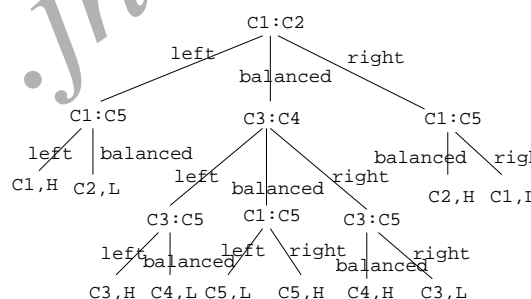 C1:C2
left
balanced
right
C1:C5
C3:C4
C1:C5
left
balanced
left
balanced
right
balanced
C1,H
C2,L
C2,H
C3:C5
C1:C5
C3:C5
left
balanced
left
right
balanced
right
C3,H
C4,L
C5,L
C5,H
C4,H
C3,L